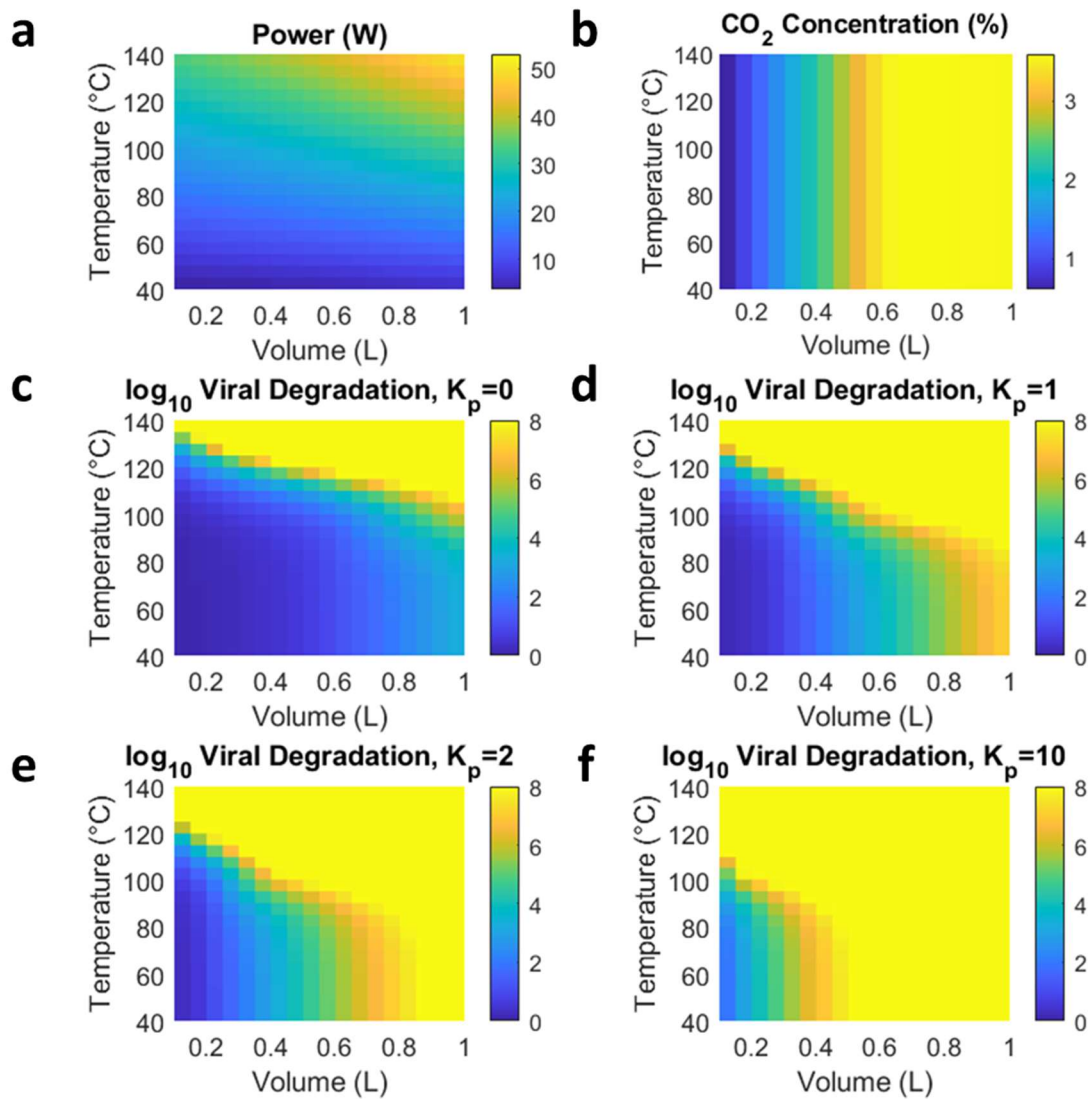 a
Power (W)
Temperature (°C)
140
120
100
80
60
40
0.2 0.4 0.6 0.8 1
Volume (L)
50
40
30
20
10
b
CO2 Concentration (%)
Temperature (°C)
140
120
100
80
60
40
0.2 0.4 0.6 0.8 1
Volume (L)
3
2
1
c
log10 Viral Degradation, Kp=0
Temperature (°C)
140
120
100
80
60
40
0.2 0.4 0.6 0.8 1
Volume (L)
8
6
4
2
0
d
log10 Viral Degradation, Kp=1
Temperature (°C)
140
120
100
80
60
40
0.2 0.4 0.6 0.8 1
Volume (L)
8
6
4
2
0
e
log10 Viral Degradation, Kp=2
Temperature (°C)
140
120
100
80
60
40
0.2 0.4 0.6 0.8 1
Volume (L)
8
6
4
2
0
f
log10 Viral Degradation, Kp=10
Temperature (°C)
140
120
100
80
60
40
0.2 0.4 0.6 0.8 1
Volume (L)
8
6
4
2
0